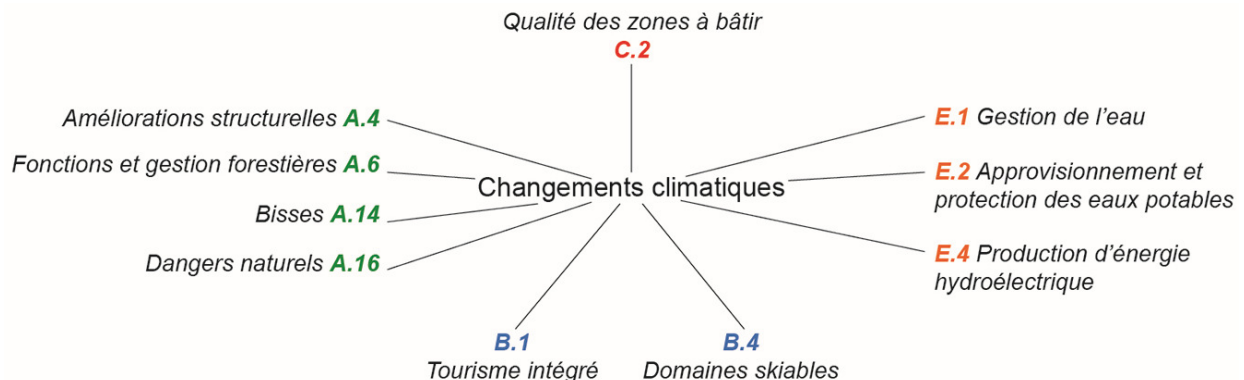 Qualité des zones à bâtir
C.2
Améliorations structurelles A.4
Fonctions et gestion forestières A.6
Bisses A.14
Dangers naturels A.16
Changements climatiques
E.1 Gestion de l'eau
E.2 Approvisionnement et
protection des eaux potables
E.4 Production d'énergie
hydroélectrique
B.1
Tourisme intégré
B.4
Domaines skiables